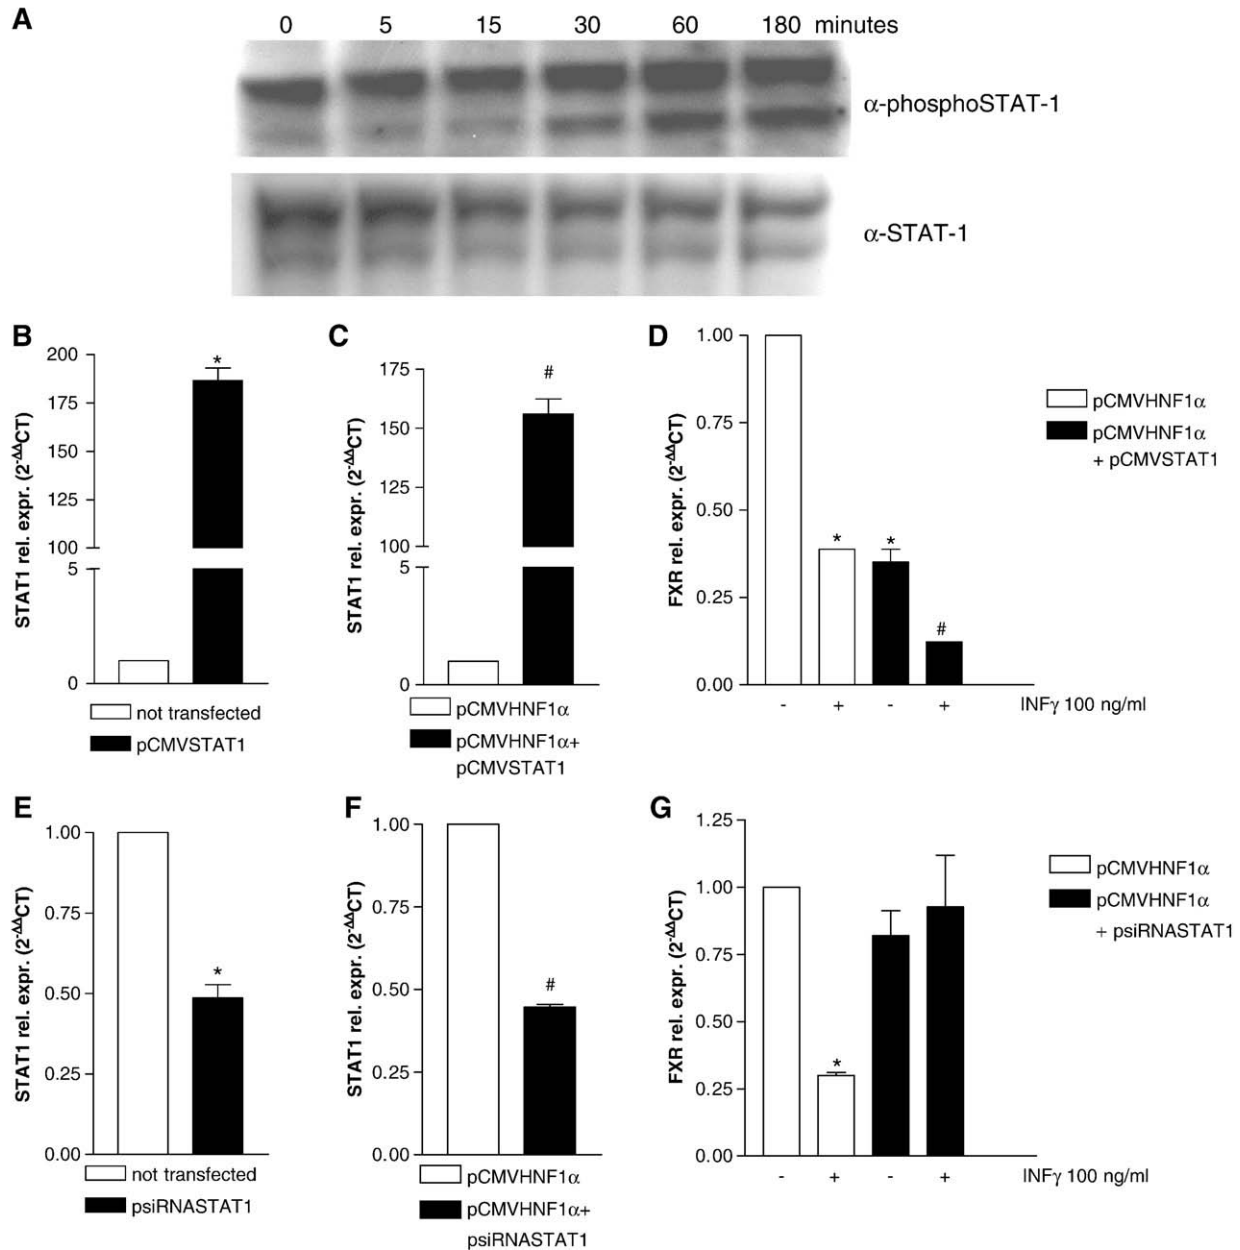 A
0 5 15 30 60 180 minutes
α-phosphoSTAT-1
α-STAT-1
B
STAT1 rel. expr. (2-ΔΔCT)
200
175
150
125
100
5
0
*
not transfected
pCMVSTAT1
C
STAT1 rel. expr. (2-ΔΔCT)
175
150
125
100
5
0
#
pCMVHNF1α
pCMVHNF1α+
pCMVSTAT1
D
FXR rel. expr. (2-ΔΔCT)
1.00
0.75
0.50
0.25
0.00
* * #
- + - + INFγ 100 ng/ml
pCMVHNF1α
pCMVHNF1α
+ pCMVSTAT1
E
STAT1 rel. expr. (2-ΔΔCT)
1.00
0.75
0.50
0.25
0.00
*
not transfected
psiRNASTAT1
F
STAT1 rel. expr. (2-ΔΔCT)
1.00
0.75
0.50
0.25
0.00
#
pCMVHNF1α
pCMVHNF1α+
psiRNASTAT1
G
FXR rel. expr. (2-ΔΔCT)
1.25
1.00
0.75
0.50
0.25
0.00
*
- + - + INFγ 100 ng/ml
pCMVHNF1α
pCMVHNF1α
+ psiRNASTAT1